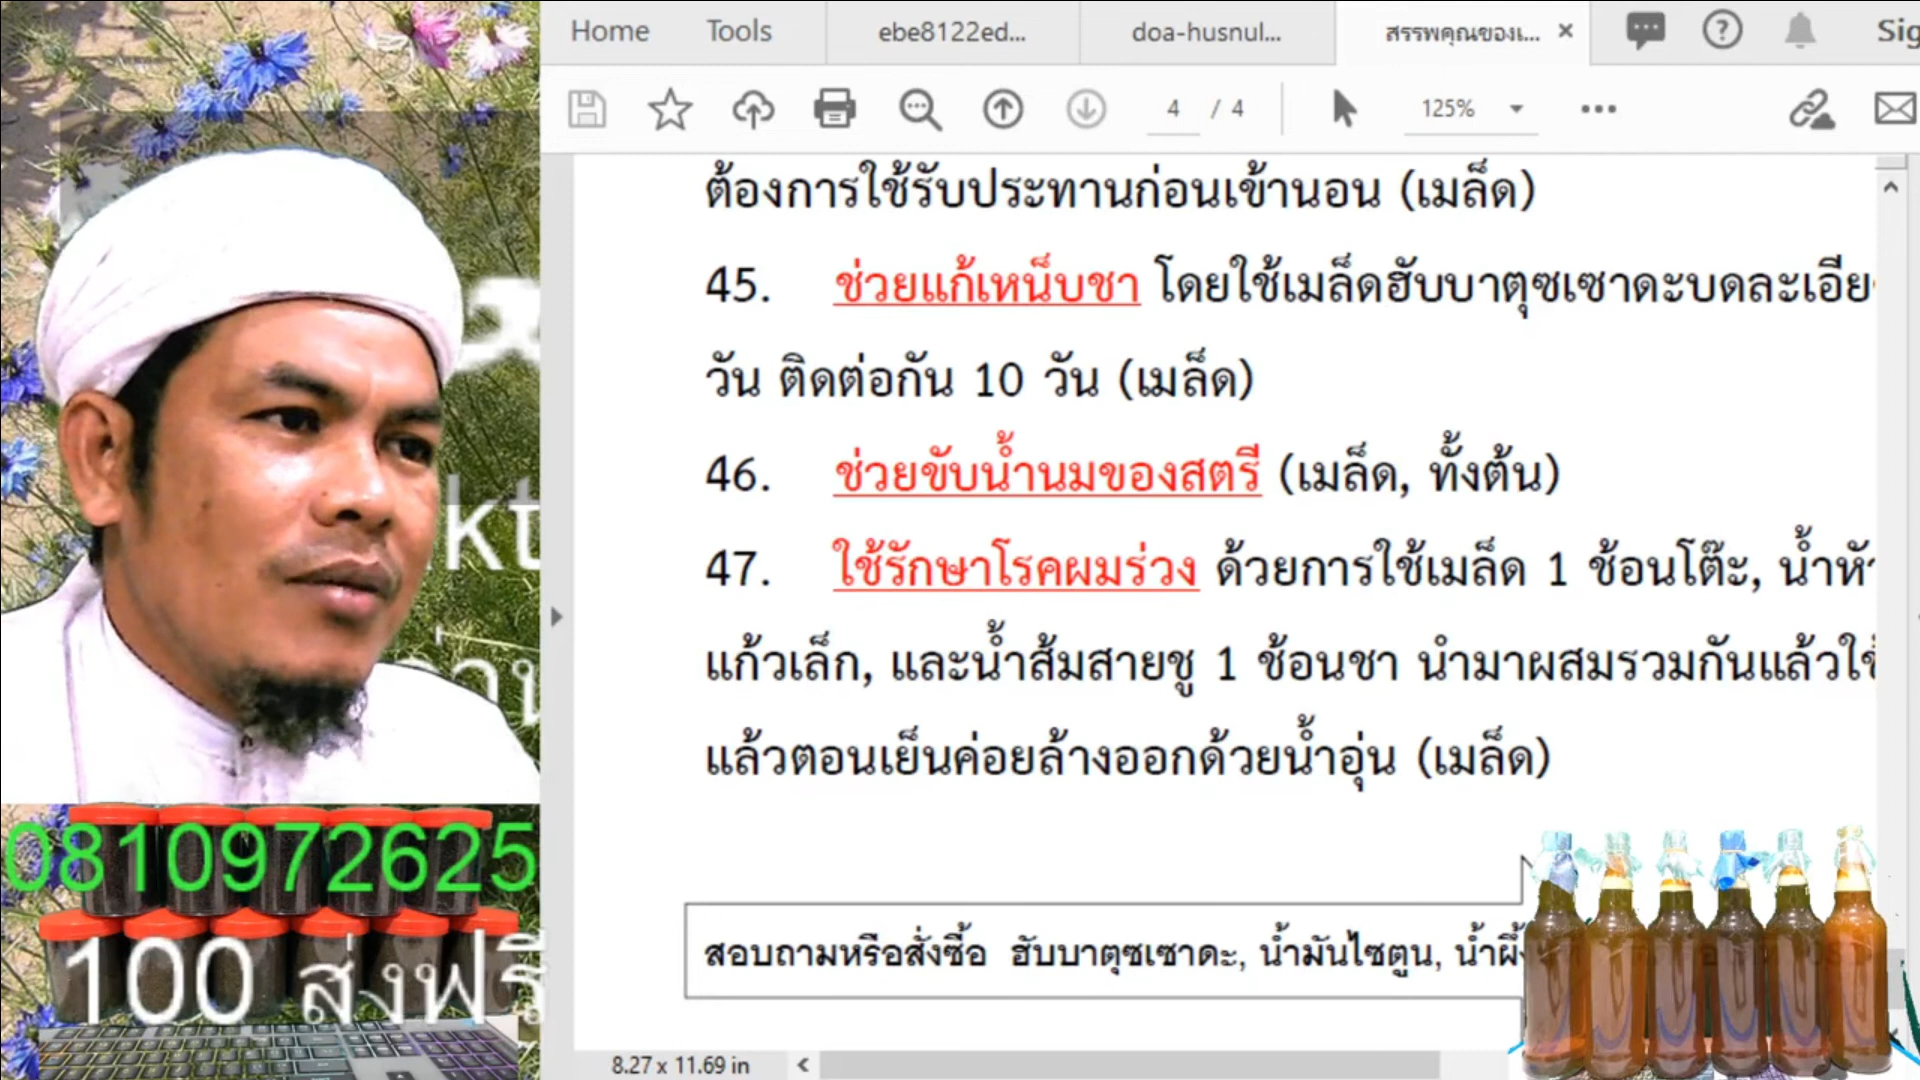 Home Tools ebe8122ed... doa-husnul... สรรพคุณของเ... Sig
4 / 4 125%
ต้องการใช้รับประทานก่อนเข้านอน (เมล็ด)
45. ช่วยแก้เหน็บชา โดยใช้เมล็ดฮับบาตุซเซาดะบดละเอีย
วัน ติดต่อกัน 10 วัน (เมล็ด)
46. ช่วยขับน้ำนมของสตรี (เมล็ด, ทั้งต้น)
47. ใช้รักษาโรคผมร่วง ด้วยการใช้เมล็ด 1 ช้อนโต๊ะ, น้ำหั
แก้วเล็ก, และน้ำส้มสายชู 1 ช้อนชา นำมาผสมรวมกันแล้วใช้
แล้วตอนเย็นค่อยล้างออกด้วยน้ำอุ่น (เมล็ด)
สอบถามหรือสั่งซื้อ ฮับบาตุซเซาดะ, น้ำมันไซตูน, น้ำผึ้
8.27 x 11.69 in
kt
0810972625
100 ส่งฟรี